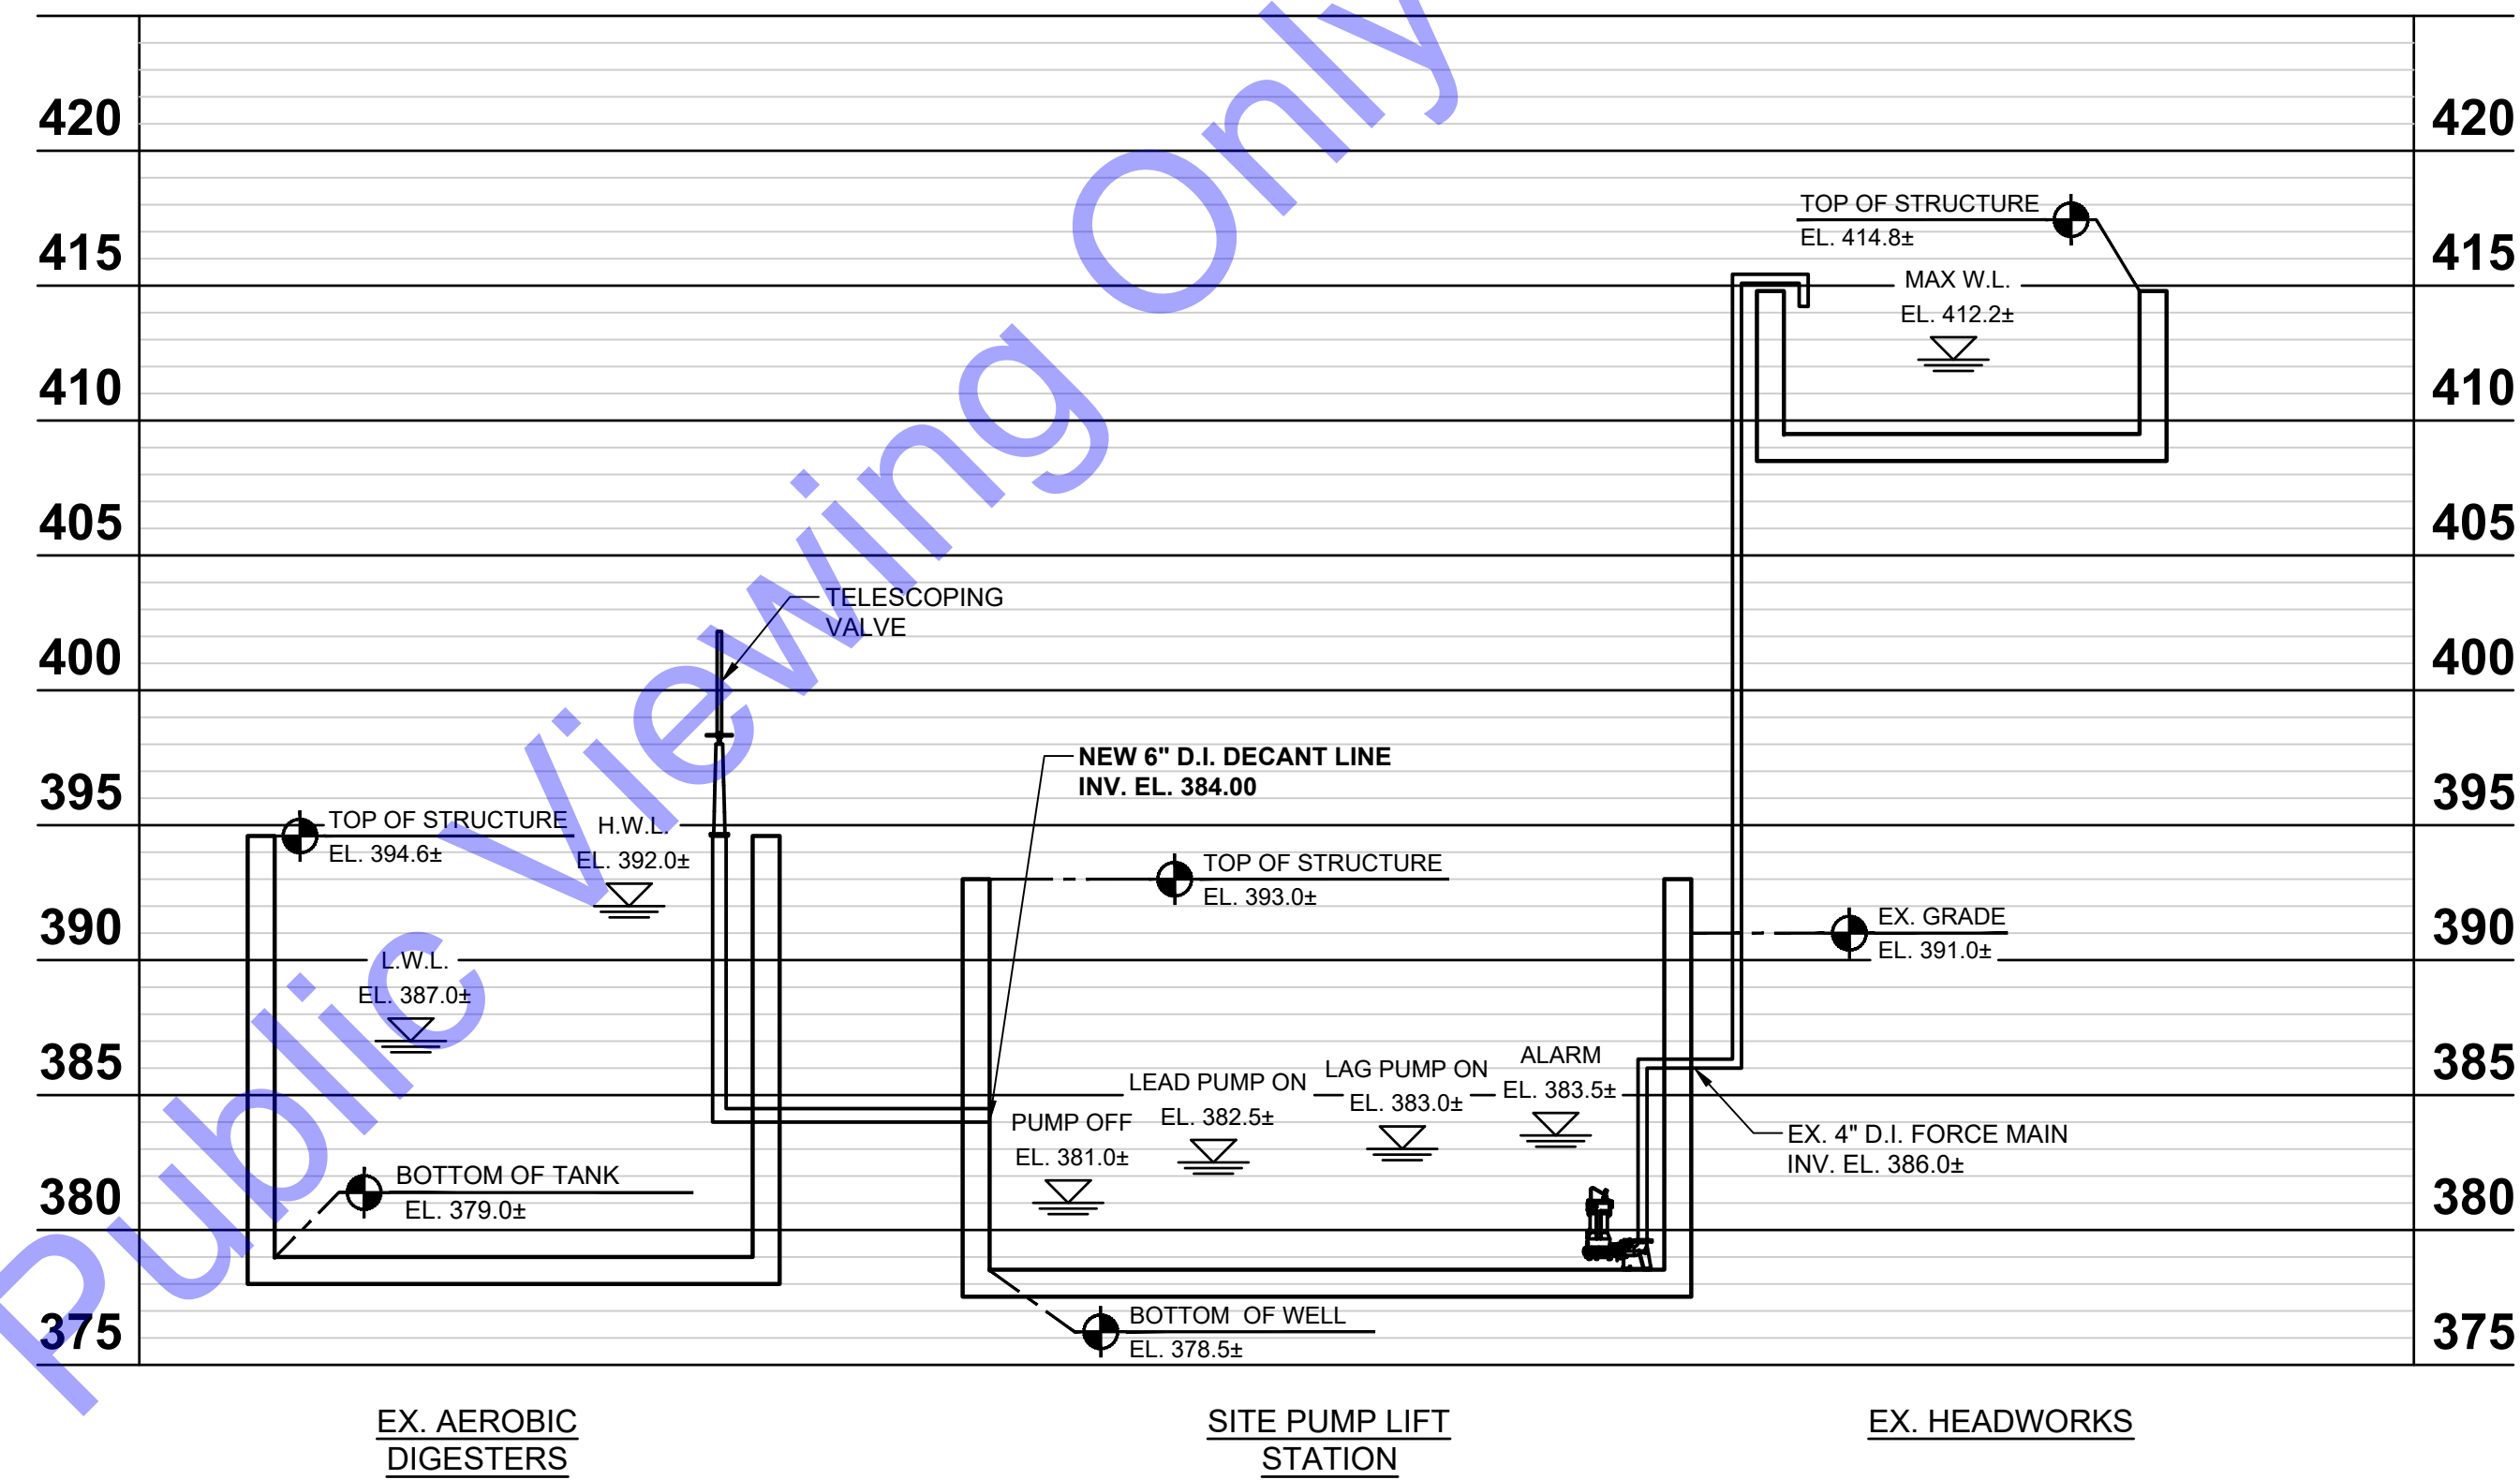 420
420
TOP OF STRUCTURE
EL. 414.8±
415
415
MAX W.L.
EL. 412.2±
410
410
405
405
TELESCOPING
VALVE
400
400
NEW 6" D.I. DECANT LINE
INV. EL. 384.00
395
395
TOP OF STRUCTURE
EL. 394.6±
H.W.L.
EL. 392.0±
TOP OF STRUCTURE
EL. 393.0±
EX. GRADE
EL. 391.0±
390
390
L.W.L.
EL. 387.0±
385
385
PUMP OFF
EL. 381.0±
LEAD PUMP ON
EL. 382.5±
LAG PUMP ON
EL. 383.0±
ALARM
EL. 383.5±
EX. 4" D.I. FORCE MAIN
INV. EL. 386.0±
BOTTOM OF TANK
EL. 379.0±
380
380
BOTTOM OF WELL
EL. 378.5±
375
375
EX. AEROBIC
DIGESTERS
SITE PUMP LIFT
STATION
EX. HEADWORKS
Public Viewing Only